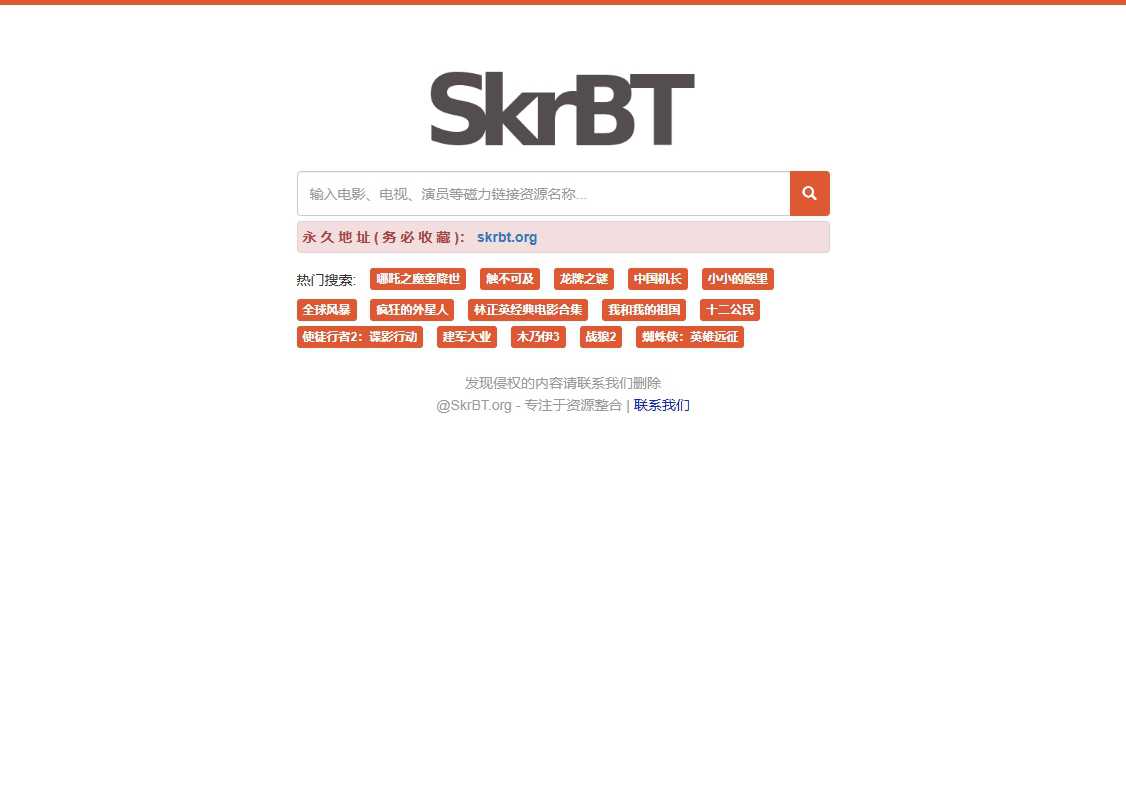 SkrBT
输入电影、电视、演员等磁力链接资源名称...
永久地址(务必收藏)： skrbt.org
热门搜索: 哪吒之魔童降世 触不可及 龙牌之谜 中国机长 小小的愿望
全球风暴 疯狂的外星人 林正英经典电影合集 我和我的祖国 十二公民
使徒行者2：谍影行动 建军大业 木乃伊3 战狼2 蜘蛛侠：英雄远征
发现侵权的内容请联系我们删除
@SkrBT.org - 专注于资源整合 | 联系我们